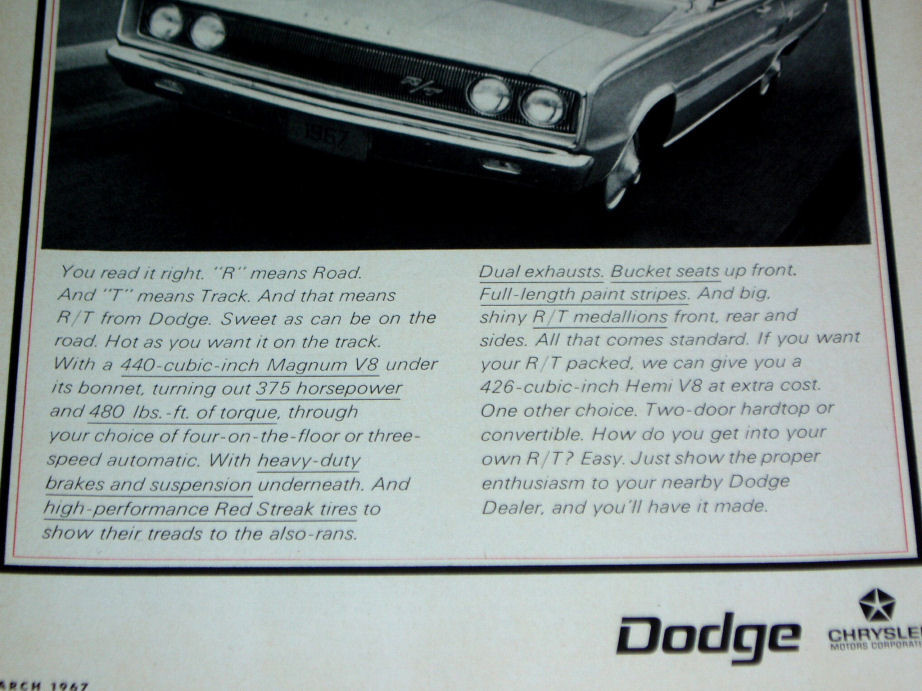 R/T
1967
You read it right. "R" means Road.
And "T" means Track. And that means
R/T from Dodge. Sweet as can be on the
road. Hot as you want it on the track.
With a 440-cubic-inch Magnum V8 under
its bonnet, turning out 375 horsepower
and 480 lbs.-ft. of torque, through
your choice of four-on-the-floor or three-
speed automatic. With heavy-duty
brakes and suspension underneath. And
high-performance Red Streak tires to
show their treads to the also-rans.
Dual exhausts. Bucket seats up front.
Full-length paint stripes. And big,
shiny R/T medallions front, rear and
sides. All that comes standard. If you want
your R/T packed, we can give you a
426-cubic-inch Hemi V8 at extra cost.
One other choice. Two-door hardtop or
convertible. How do you get into your
own R/T? Easy. Just show the proper
enthusiasm to your nearby Dodge
Dealer, and you'll have it made.
Dodge
CHRYSLER
MOTORS CORPORATI
ARCH 1967